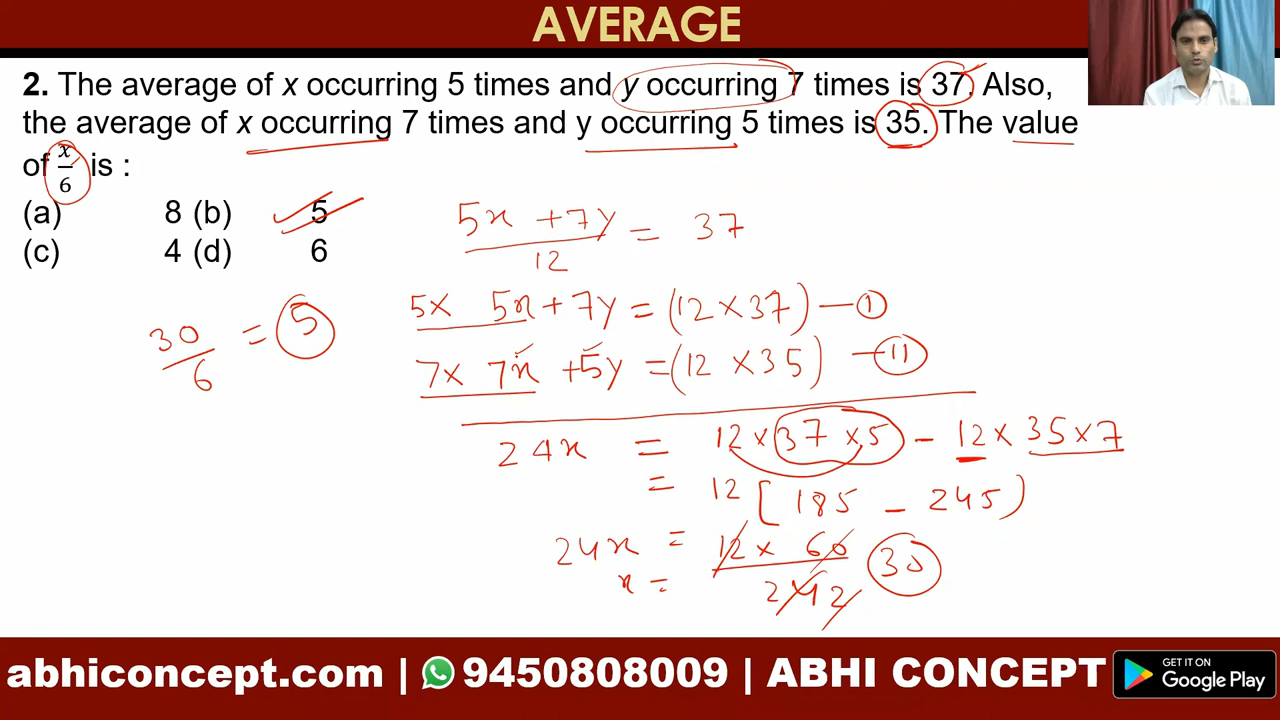 AVERAGE
2. The average of x occurring 5 times and y occurring 7 times is 37. Also,
the average of x occurring 7 times and y occurring 5 times is 35. The value
of x/6 is :
(a) 8 (b) 5
(c) 4 (d) 6
5x + 7y / 12 = 37
5x 5x + 7y = (12 × 37) — 1
7x 7x + 5y = (12 × 35) — 11
30/6 = 5
24x = 12 × 37 × 5 – 12 × 35 × 7
= 12 [ 185 – 245 )
24x = 12 × 60 30
x = 2 12
abhiconcept.com | 9450808009 | ABHI CONCEPT
GET IT ON
Google Play